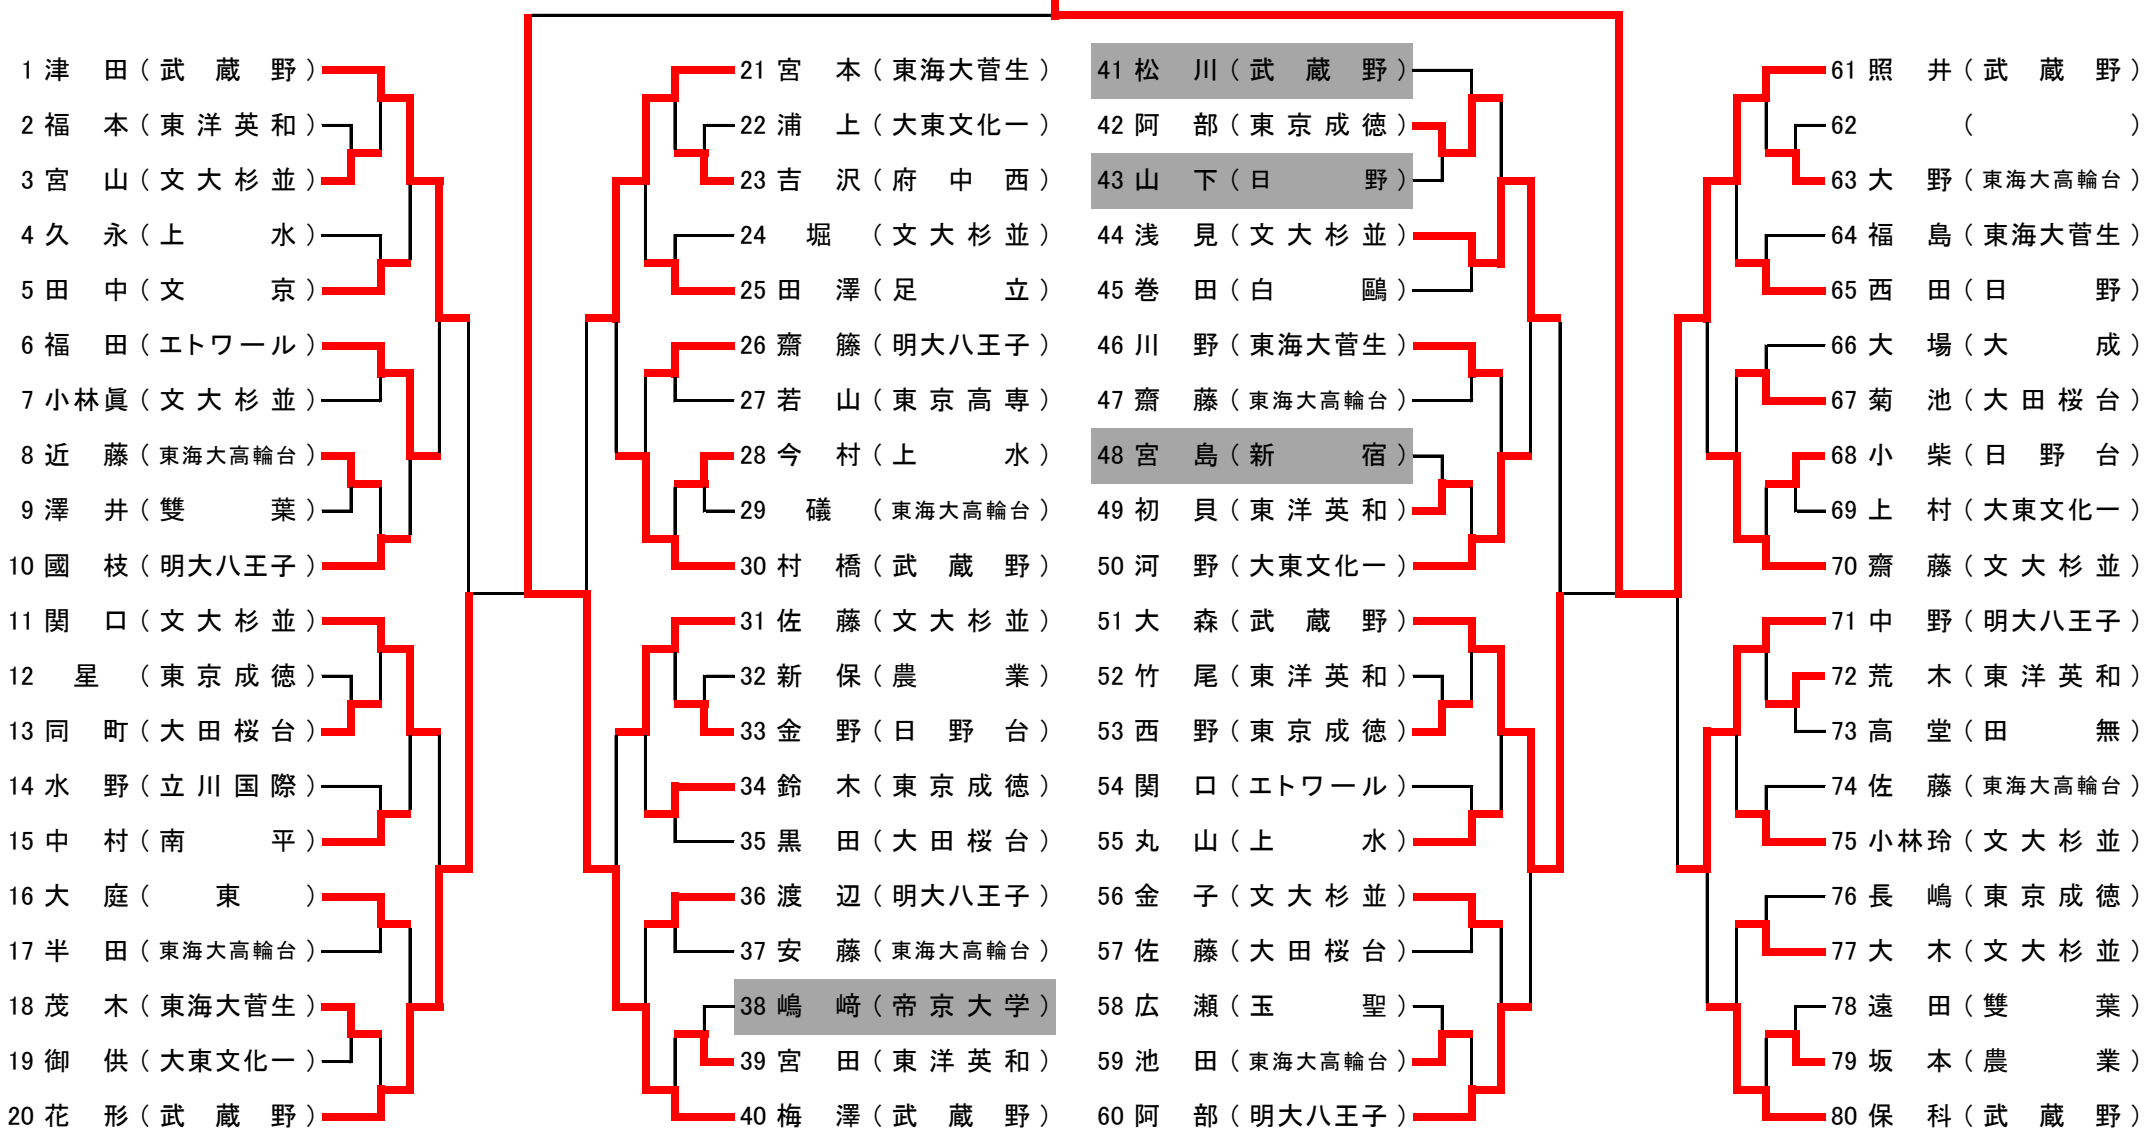 1 津 田 ( 武 蔵 野 )
2 福 本 ( 東 洋 英 和 )
3 宮 山 ( 文 大 杉 並 )
4 久 永 ( 上 水 )
5 田 中 ( 文 京 )
6 福 田 ( エトワール )
7 小林眞 ( 文 大 杉 並 )
8 近 藤 ( 東海大高輪台 )
9 澤 井 ( 雙 葉 )
10 國 枝 ( 明大八王子 )
11 関 口 ( 文 大 杉 並 )
12 星 ( 東 京 成 徳 )
13 同 町 ( 大 田 桜 台 )
14 水 野 ( 立 川 国 際 )
15 中 村 ( 南 平 )
16 大 庭 ( 東 )
17 半 田 ( 東海大高輪台 )
18 茂 木 ( 東海大菅生 )
19 御 供 ( 大東文化一 )
20 花 形 ( 武 蔵 野 )
21 宮 本 ( 東海大菅生 )
22 浦 上 ( 大東文化一 )
23 吉 沢 ( 府 中 西 )
24 堀 ( 文 大 杉 並 )
25 田 澤 ( 足 立 )
26 齋 籐 ( 明大八王子 )
27 若 山 ( 東 京 高 専 )
28 今 村 ( 上 水 )
29 礒 ( 東海大高輪台 )
30 村 橋 ( 武 蔵 野 )
31 佐 藤 ( 文 大 杉 並 )
32 新 保 ( 農 業 )
33 金 野 ( 日 野 台 )
34 鈴 木 ( 東 京 成 徳 )
35 黒 田 ( 大 田 桜 台 )
36 渡 辺 ( 明大八王子 )
37 安 藤 ( 東海大高輪台 )
38 嶋 﨑 ( 帝 京 大 学 )
39 宮 田 ( 東 洋 英 和 )
40 梅 澤 ( 武 蔵 野 )
41 松 川 ( 武 蔵 野 )
42 阿 部 ( 東 京 成 徳 )
43 山 下 ( 日 野 )
44 浅 見 ( 文 大 杉 並 )
45 巻 田 ( 白 鷗 )
46 川 野 ( 東海大菅生 )
47 齋 藤 ( 東海大高輪台 )
48 宮 島 ( 新 宿 )
49 初 貝 ( 東 洋 英 和 )
50 河 野 ( 大東文化一 )
51 大 森 ( 武 蔵 野 )
52 竹 尾 ( 東 洋 英 和 )
53 西 野 ( 東 京 成 徳 )
54 関 口 ( エトワール )
55 丸 山 ( 上 水 )
56 金 子 ( 文 大 杉 並 )
57 佐 藤 ( 大 田 桜 台 )
58 広 瀬 ( 玉 聖 )
59 池 田 ( 東海大高輪台 )
60 阿 部 ( 明大八王子 )
61 照 井 ( 武 蔵 野 )
62 ( )
63 大 野 ( 東海大高輪台 )
64 福 島 ( 東海大菅生 )
65 西 田 ( 日 野 )
66 大 場 ( 大 成 )
67 菊 池 ( 大 田 桜 台 )
68 小 柴 ( 日 野 台 )
69 上 村 ( 大東文化一 )
70 齋 藤 ( 文 大 杉 並 )
71 中 野 ( 明大八王子 )
72 荒 木 ( 東 洋 英 和 )
73 高 堂 ( 田 無 )
74 佐 藤 ( 東海大高輪台 )
75 小林玲 ( 文 大 杉 並 )
76 長 嶋 ( 東 京 成 徳 )
77 大 木 ( 文 大 杉 並 )
78 遠 田 ( 雙 葉 )
79 坂 本 ( 農 業 )
80 保 科 ( 武 蔵 野 )